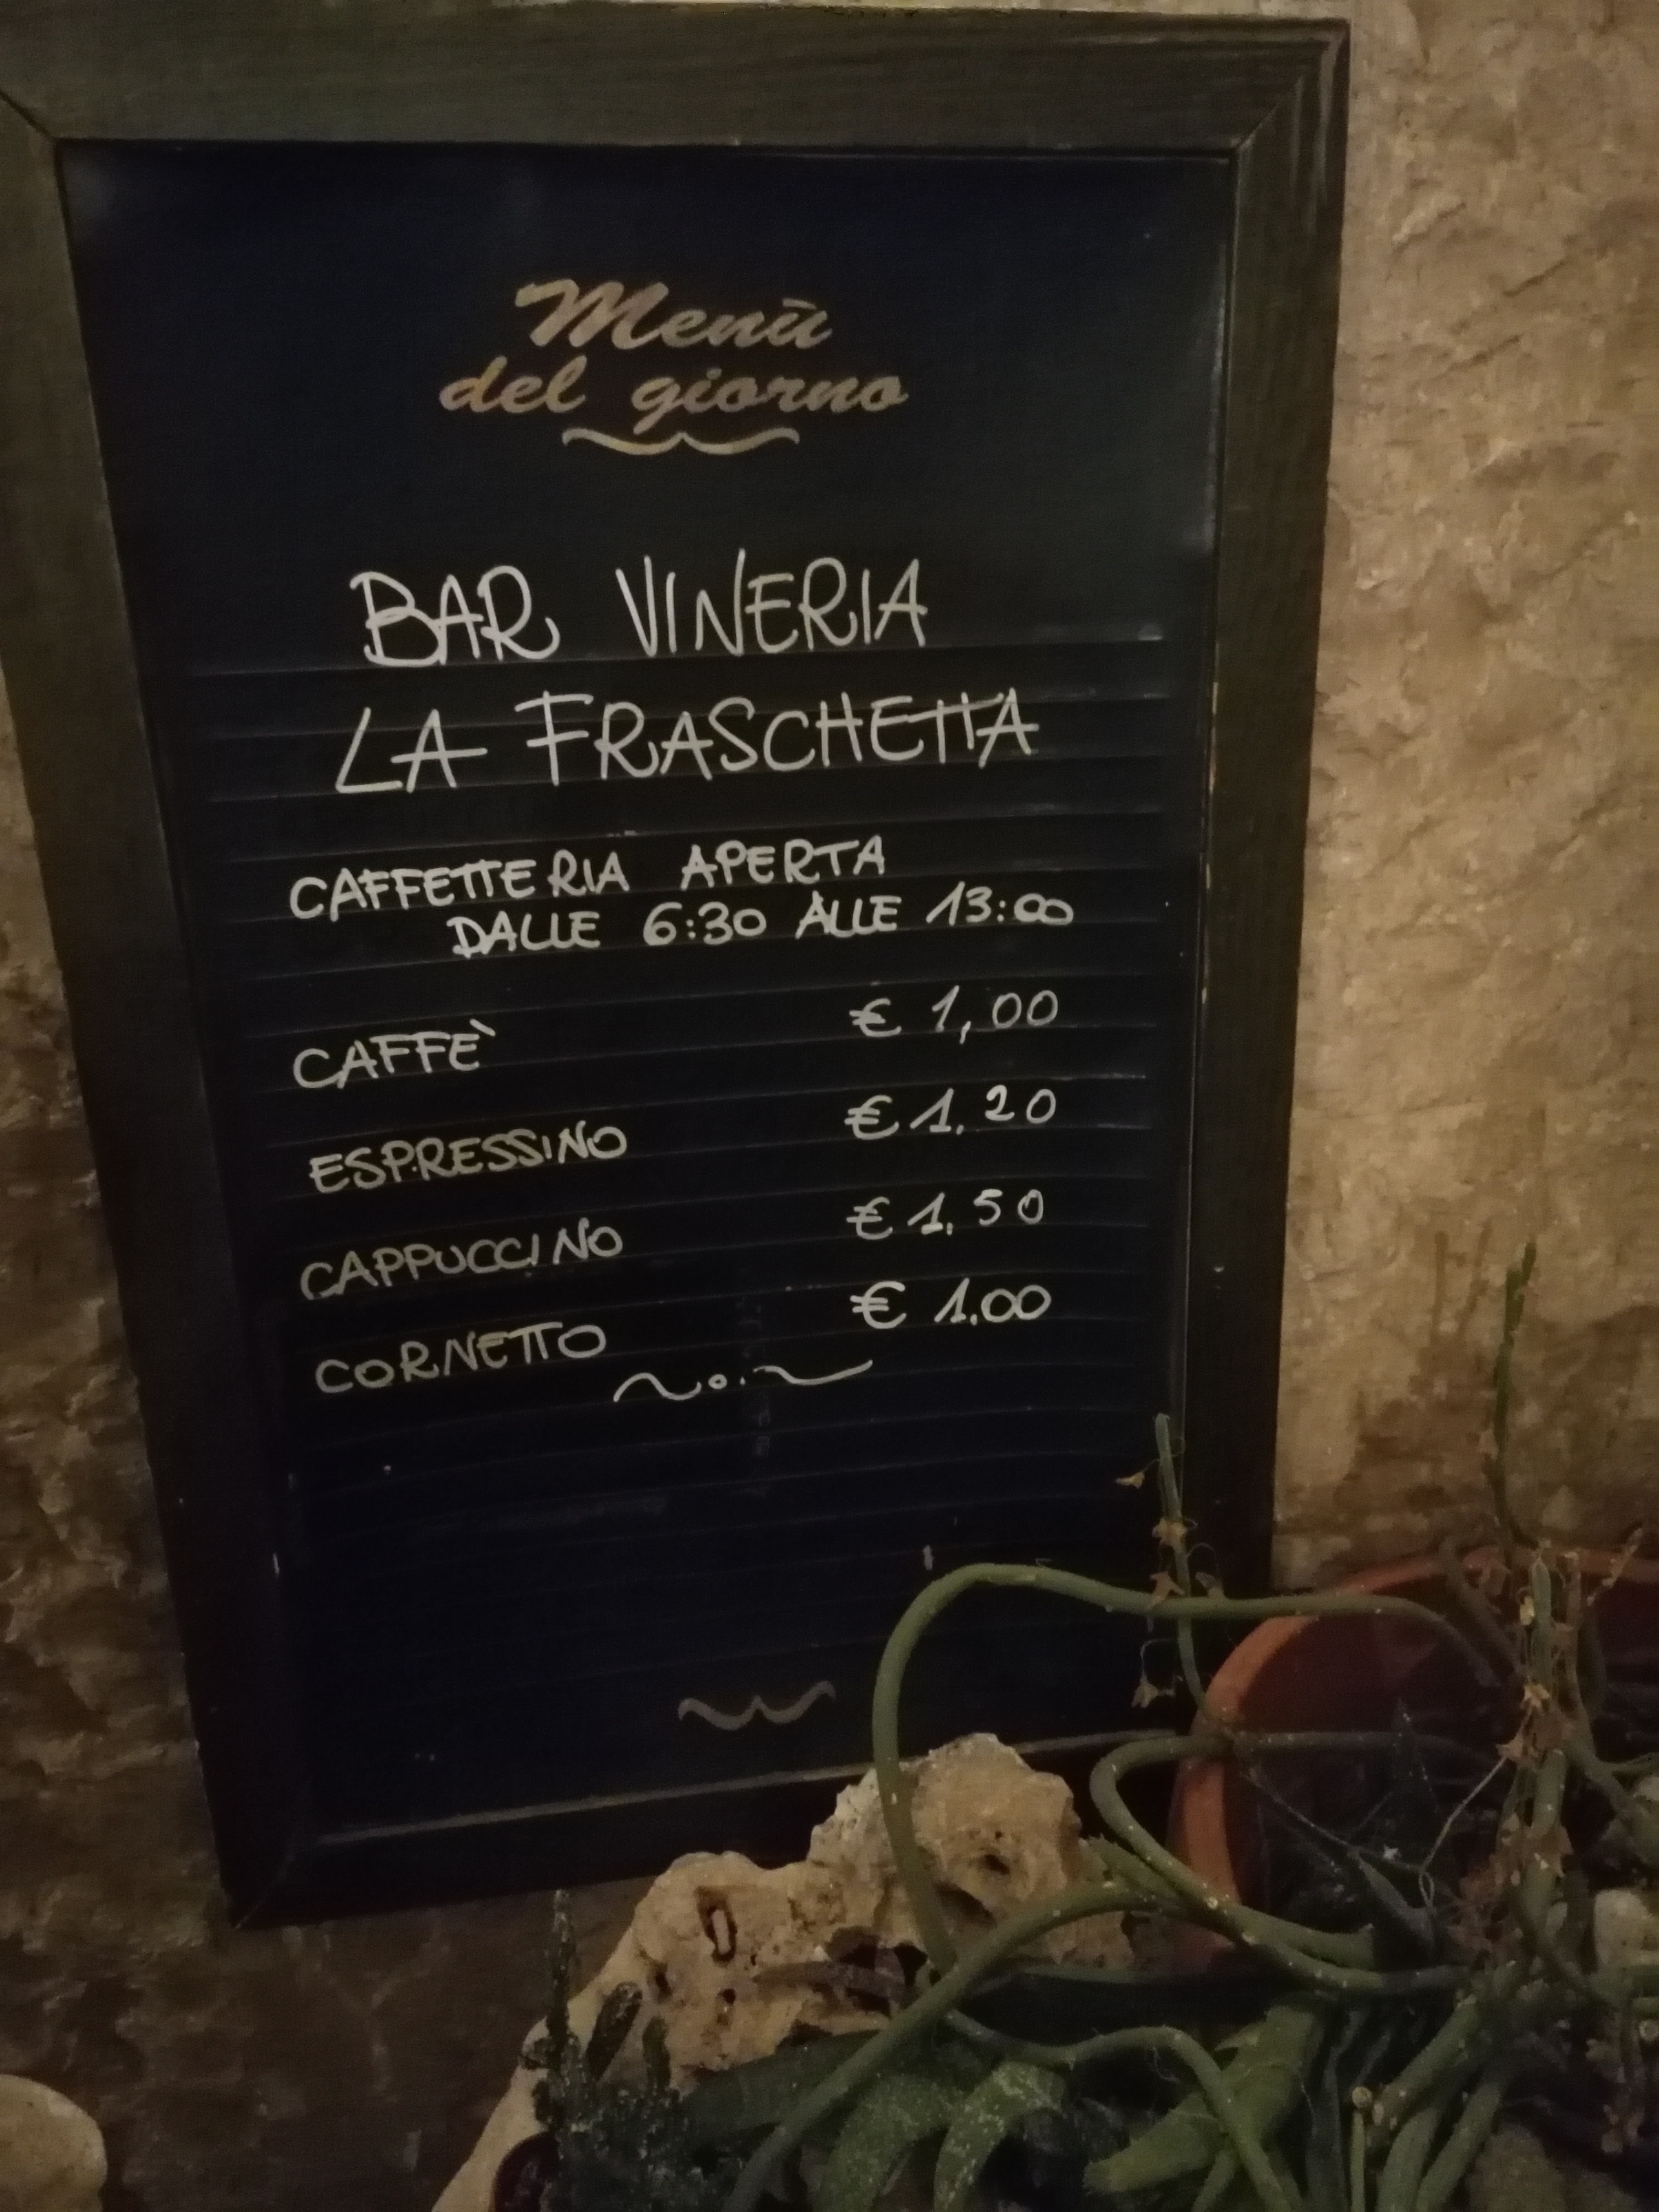 Menù
del giorno
BAR VINERIA
LA FRASCHETTA
CAFFETTERIA APERTA
DALLE 6:30 ALLE 13:00
CAFFÈ € 1,00
ESPRESSINO € 1.20
CAPPUCCINO € 1.50
CORNETTO € 1.00